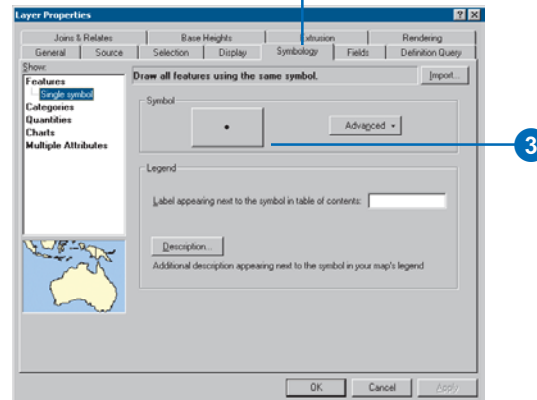 Layer Properties
? X
Joins & Relates Base Heights Extrusion Rendering
General Source Selection Display Symbology Fields Definition Query
Show:
Features
Single symbol
Categories
Quantities
Charts
Multiple Attributes
Draw all features using the same symbol.
Import...
Symbol
Advanced
3
Legend
Label appearing next to the symbol in table of contents:
Description...
Additional description appearing next to the symbol in your map's legend
OK Cancel Apply